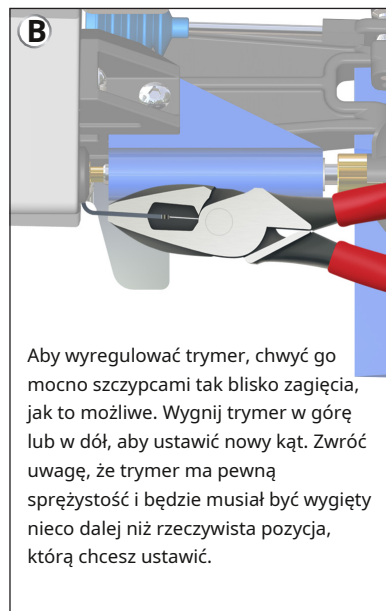 B
Aby wyregulować trymer, chwyć go
mocno szczypcami tak blisko zagięcia,
jak to możliwe. Wygnij trymer w górę
lub w dół, aby ustawić nowy kąt. Zwróć
uwagę, że trymer ma pewną
sprężystość i będzie musiał być wygięty
nieco dalej niż rzeczywista pozycja,
którą chcesz ustawić.